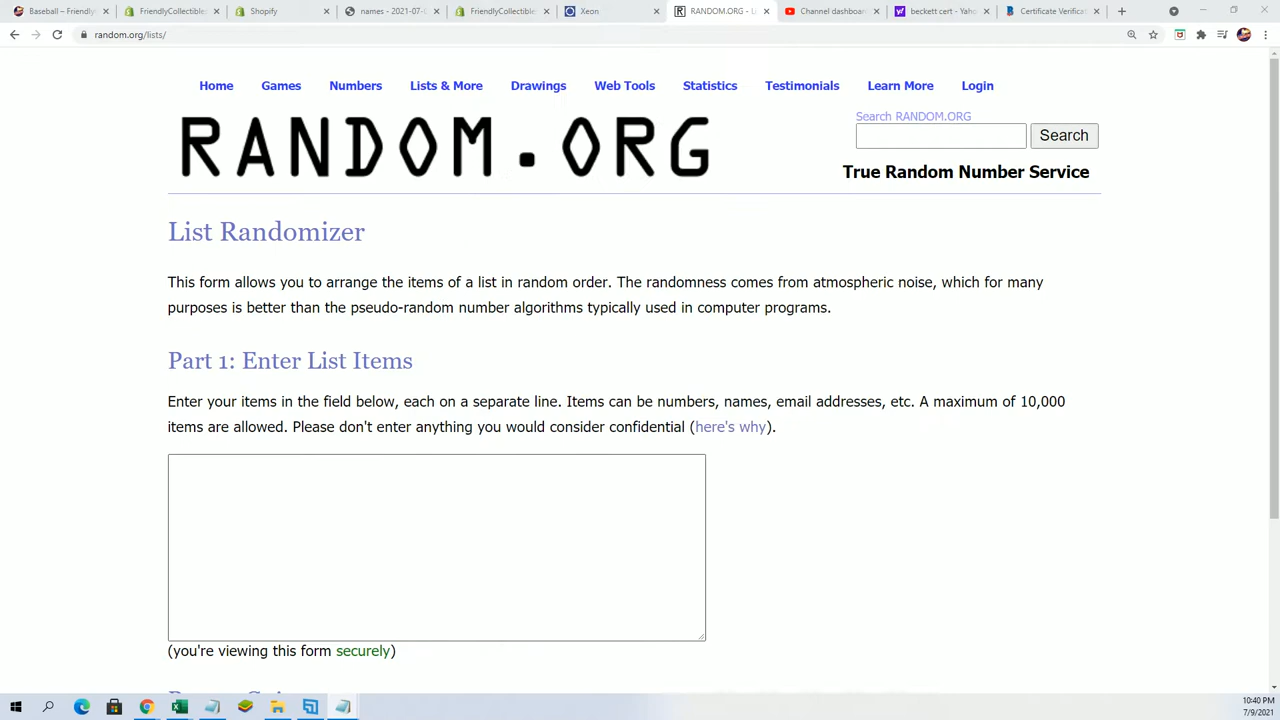 Baseball – Friendly
FriendlyCollectible
Shopify
names - 2021-07-0
FriendlyCollectible
Xeon
RANDOM.ORG - Li
Channel dashboard
beckett cert - Yaho
Certificate Verificati
random.org/lists/
Home Games Numbers Lists & More Drawings Web Tools Statistics Testimonials Learn More Login
RANDOM.ORG
Search RANDOM.ORG
Search
True Random Number Service
List Randomizer
This form allows you to arrange the items of a list in random order. The randomness comes from atmospheric noise, which for many
purposes is better than the pseudo-random number algorithms typically used in computer programs.
Part 1: Enter List Items
Enter your items in the field below, each on a separate line. Items can be numbers, names, email addresses, etc. A maximum of 10,000
items are allowed. Please don't enter anything you would consider confidential (here's why).
(you're viewing this form securely)
10:40 PM
7/9/2021